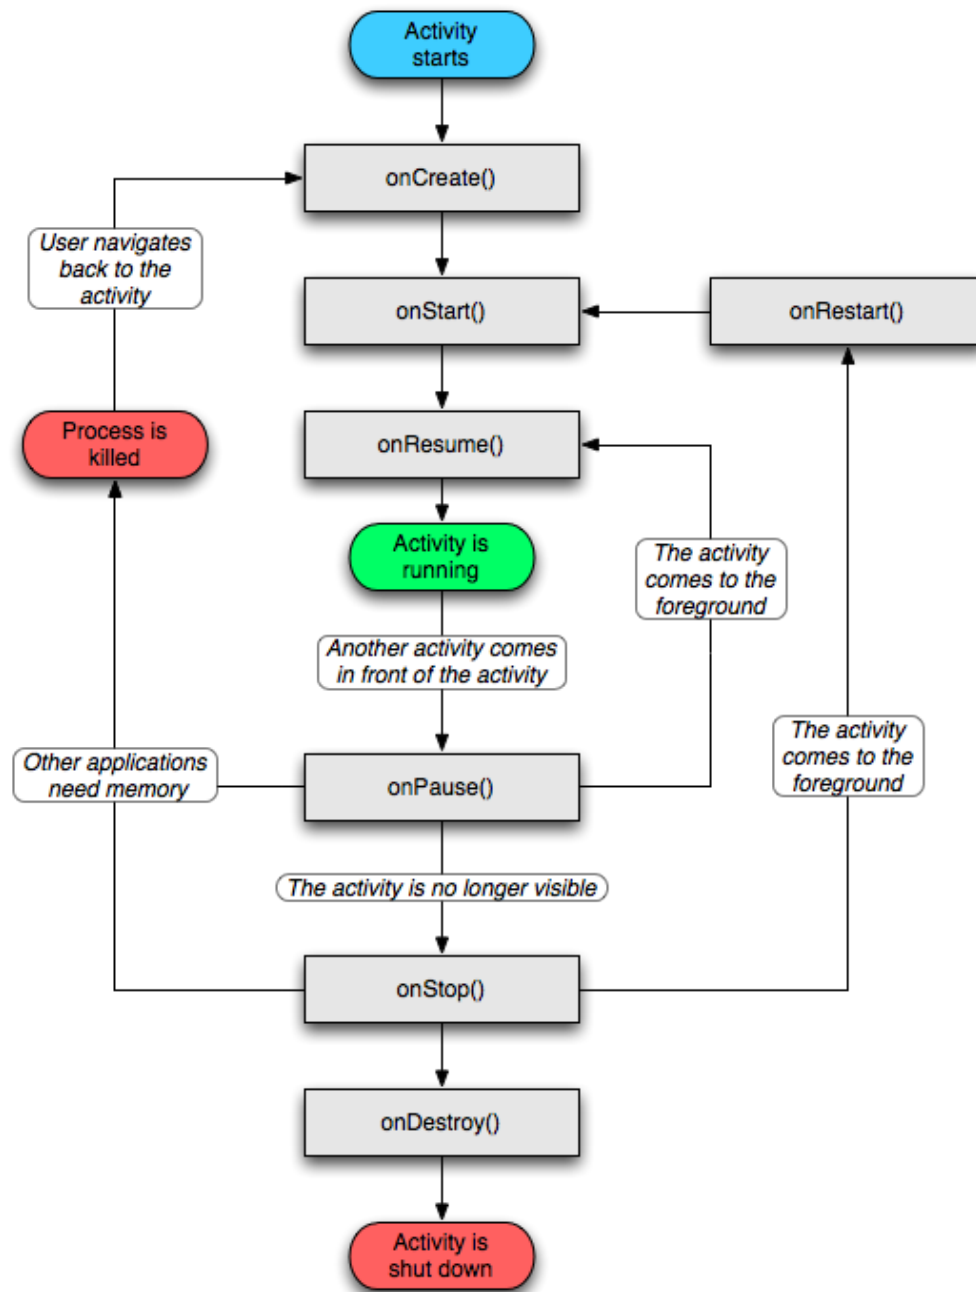 Activity
starts
onCreate()
User navigates
back to the
activity
onStart()
onRestart()
Process is
killed
onResume()
Activity is
running
The activity
comes to the
foreground
Another activity comes
in front of the activity
The activity
comes to the
foreground
Other applications
need memory
onPause()
The activity is no longer visible
onStop()
onDestroy()
Activity is
shut down